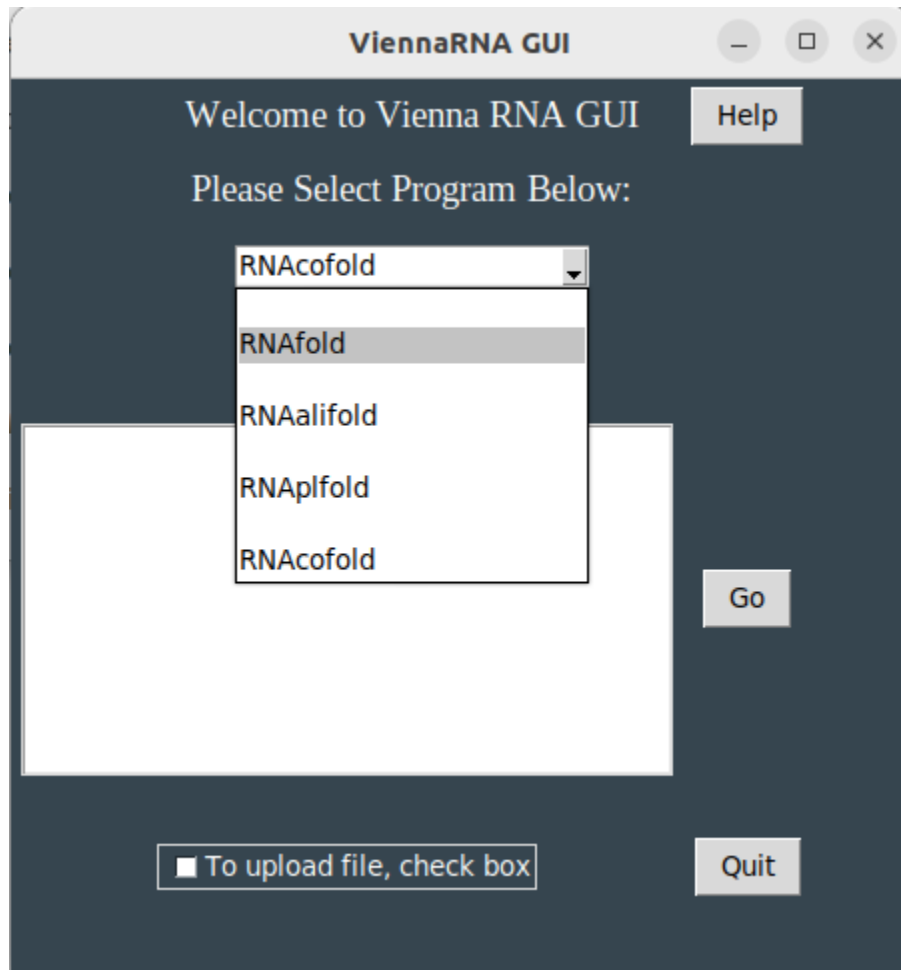 ViennaRNA GUI
Welcome to Vienna RNA GUI
Help
Please Select Program Below:
RNAcofold
RNAfold
RNAalifold
RNAplfold
RNAcofold
Go
To upload file, check box
Quit